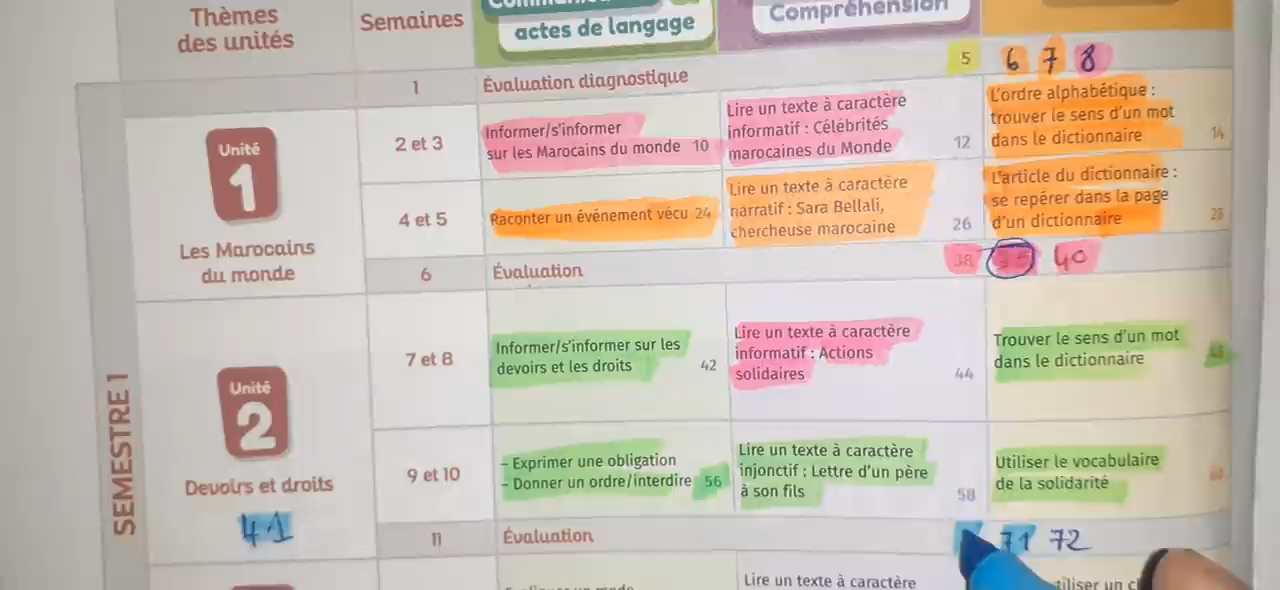 Thèmes
des unités
Semaines
actes de langage
Compréhension
1
Évaluation diagnostique
5
6 7 8
Unité
1
Les Marocains
du monde
2 et 3
Informer/s'informer
sur les Marocains du monde 10
Lire un texte à caractère
informatif : Célébrités
marocaines du Monde
12
L'ordre alphabétique :
trouver le sens d'un mot
dans le dictionnaire
14
4 et 5
Raconter un événement vécu 24
Lire un texte à caractère
narratif : Sara Bellali,
chercheuse marocaine
26
L'article du dictionnaire :
se repérer dans la page
d'un dictionnaire
6
Évaluation
38
40
SEMESTRE 1
Unité
2
Devoirs et droits
41
7 et 8
Informer/s'informer sur les
devoirs et les droits
42
Lire un texte à caractère
informatif : Actions
solidaires
44
Trouver le sens d'un mot
dans le dictionnaire
9 et 10
- Exprimer une obligation
- Donner un ordre/interdire 56
Lire un texte à caractère
injonctif : Lettre d'un père
à son fils
58
Utiliser le vocabulaire
de la solidarité
60
11
Évaluation
71 72
Lire un texte à caractère